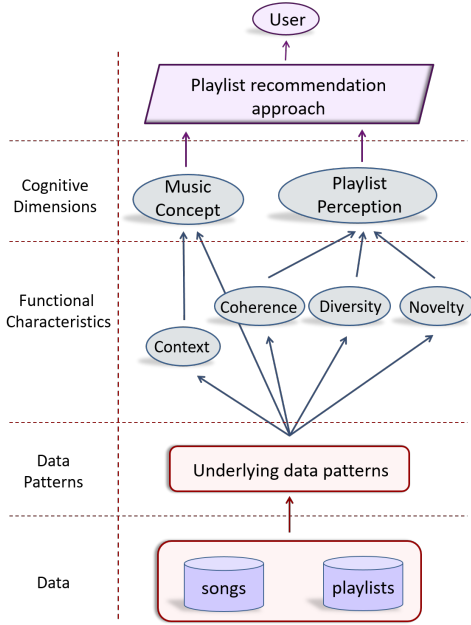 User
Playlist recommendation
approach
Cognitive
Dimensions
Music
Concept
Playlist
Perception
Functional
Characteristics
Coherence
Diversity
Novelty
Context
Data
Patterns
Underlying data patterns
Data
songs
playlists